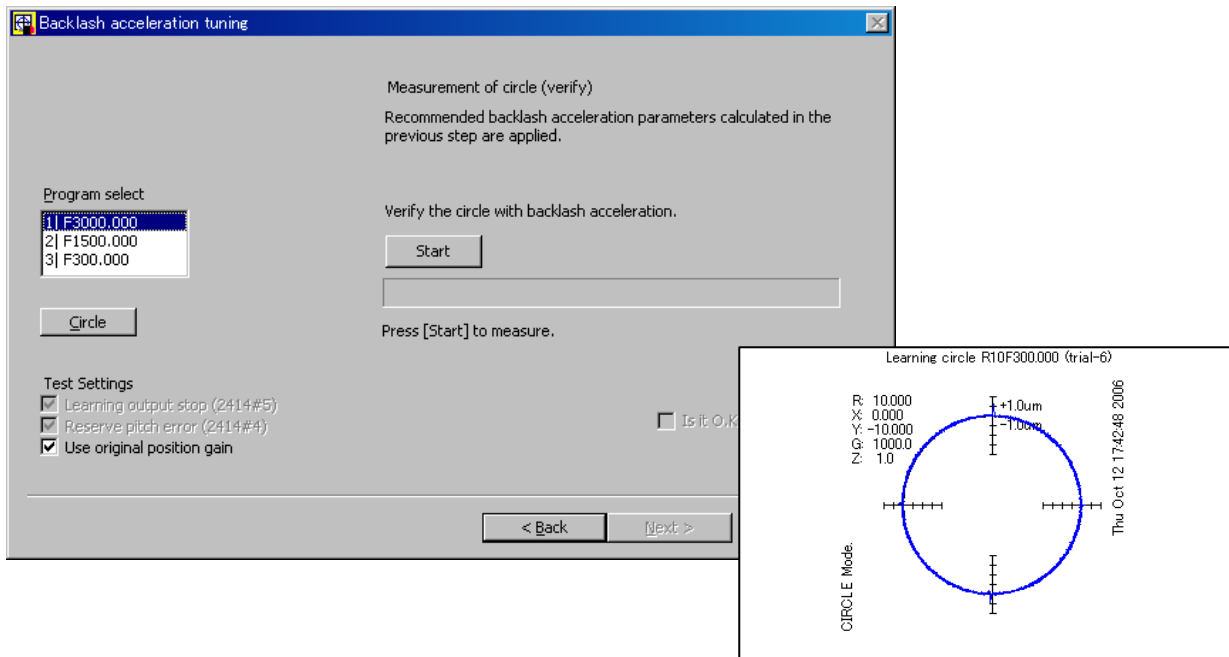 Backlash acceleration tuning
Measurement of circle (verify)
Recommended backlash acceleration parameters calculated in the
previous step are applied.
Program select
1| F3000.000
2| F1500.000
3| F300.000
Verify the circle with backlash acceleration.
Start
Circle
Press [Start] to measure.
Test Settings
Learning output stop (2414#5)
Reserve pitch error (2414#4)
Use original position gain
Is it O.K
< Back
Next >
Learning circle R10F300.000 (trial-6)
R: 10.000
X: 0.000
Y: -10.000
G: 1000.0
Z: 1.0
+1.0um
-1.0um
Thu Oct 12 17:42:48 2006
CIRCLE Mode.